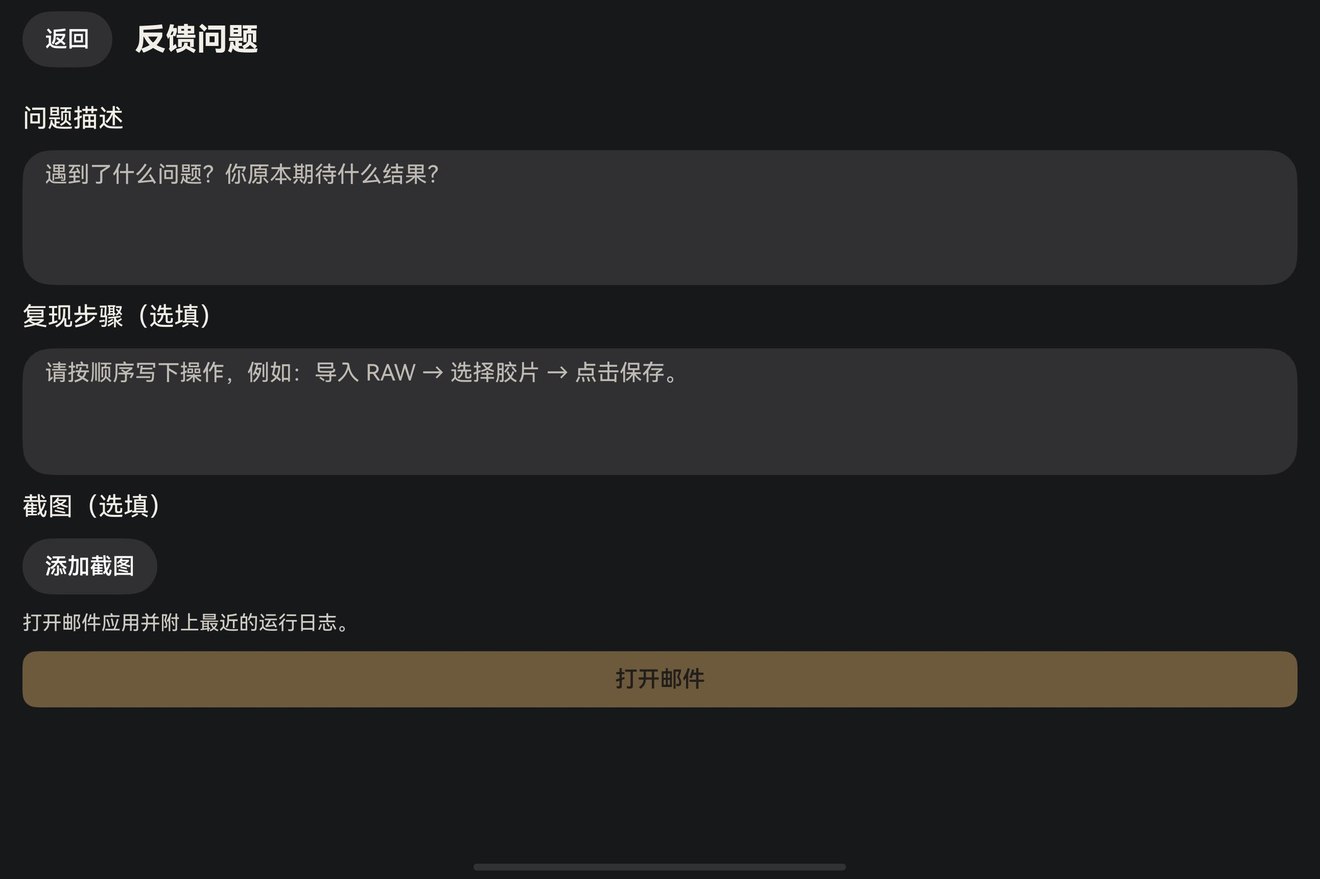 返回
反馈问题
问题描述
遇到了什么问题？你原本期待什么结果？
复现步骤（选填）
请按顺序写下操作，例如：导入 RAW → 选择胶片 → 点击保存。
截图（选填）
添加截图
打开邮件应用并附上最近的运行日志。
打开邮件